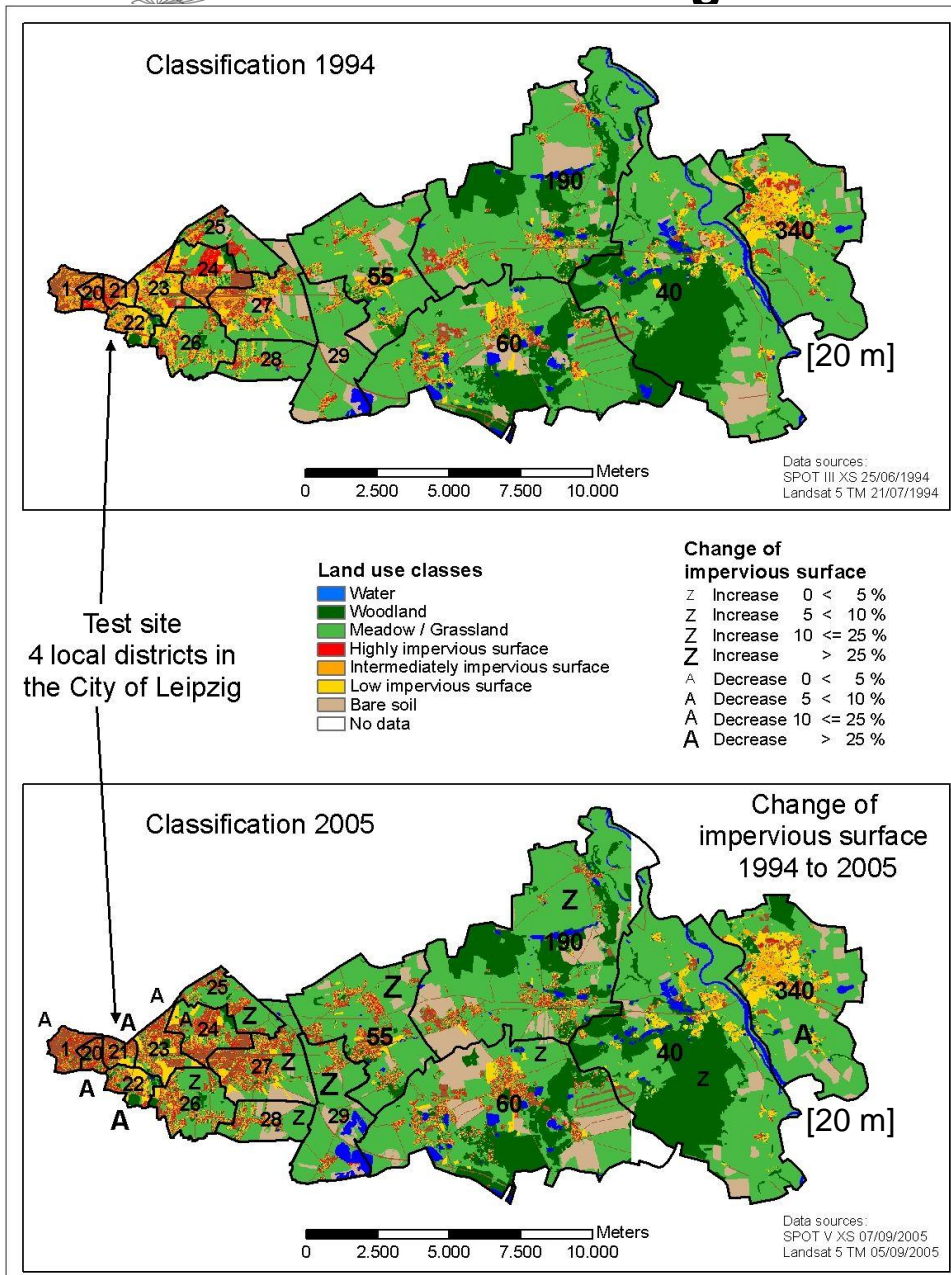 Classification 1994
190
340
25
24
1
20
21
23
27
55
40
22
26
28
29
60
[20 m]
Meters
0 2.500 5.000 7.500 10.000
Data sources:
SPOT III XS 25/06/1994
Landsat 5 TM 21/07/1994
Test site
4 local districts in
the City of Leipzig
Land use classes
Water
Woodland
Meadow / Grassland
Highly impervious surface
Intermediately impervious surface
Low impervious surface
Bare soil
No data
Change of
impervious surface
Z Increase 0 < 5 %
Z Increase 5 < 10 %
Z Increase 10 <= 25 %
Z Increase > 25 %
A Decrease 0 < 5 %
A Decrease 5 < 10 %
A Decrease 10 <= 25 %
A Decrease > 25 %
Classification 2005
Change of
impervious surface
1994 to 2005
Z
190
340
A
Z
25
A
A
A
A
24
Z
1
20
21
23
27
Z
55
40
Z
Z
A
22
Z
26
Z
A
28
Z
29
60
[20 m]
Meters
0 2.500 5.000 7.500 10.000
Data sources:
SPOT V XS 07/09/2005
Landsat 5 TM 05/09/2005